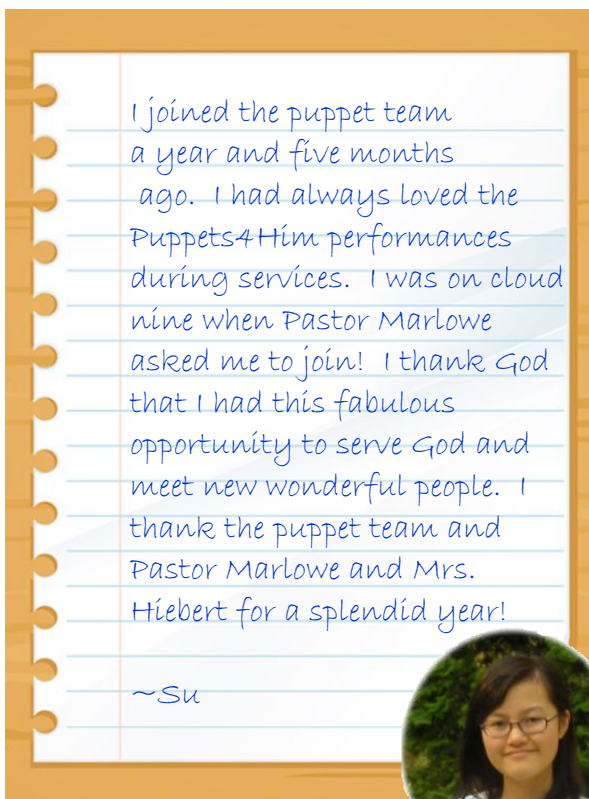 I joined the puppet team
a year and five months
ago. I had always loved the
Puppets4Him performances
during services. I was on cloud
nine when Pastor Marlowe
asked me to join! I thank God
that I had this fabulous
opportunity to serve God and
meet new wonderful people. I
thank the puppet team and
Pastor Marlowe and Mrs.
Hiebert for a splendid year!
~Su